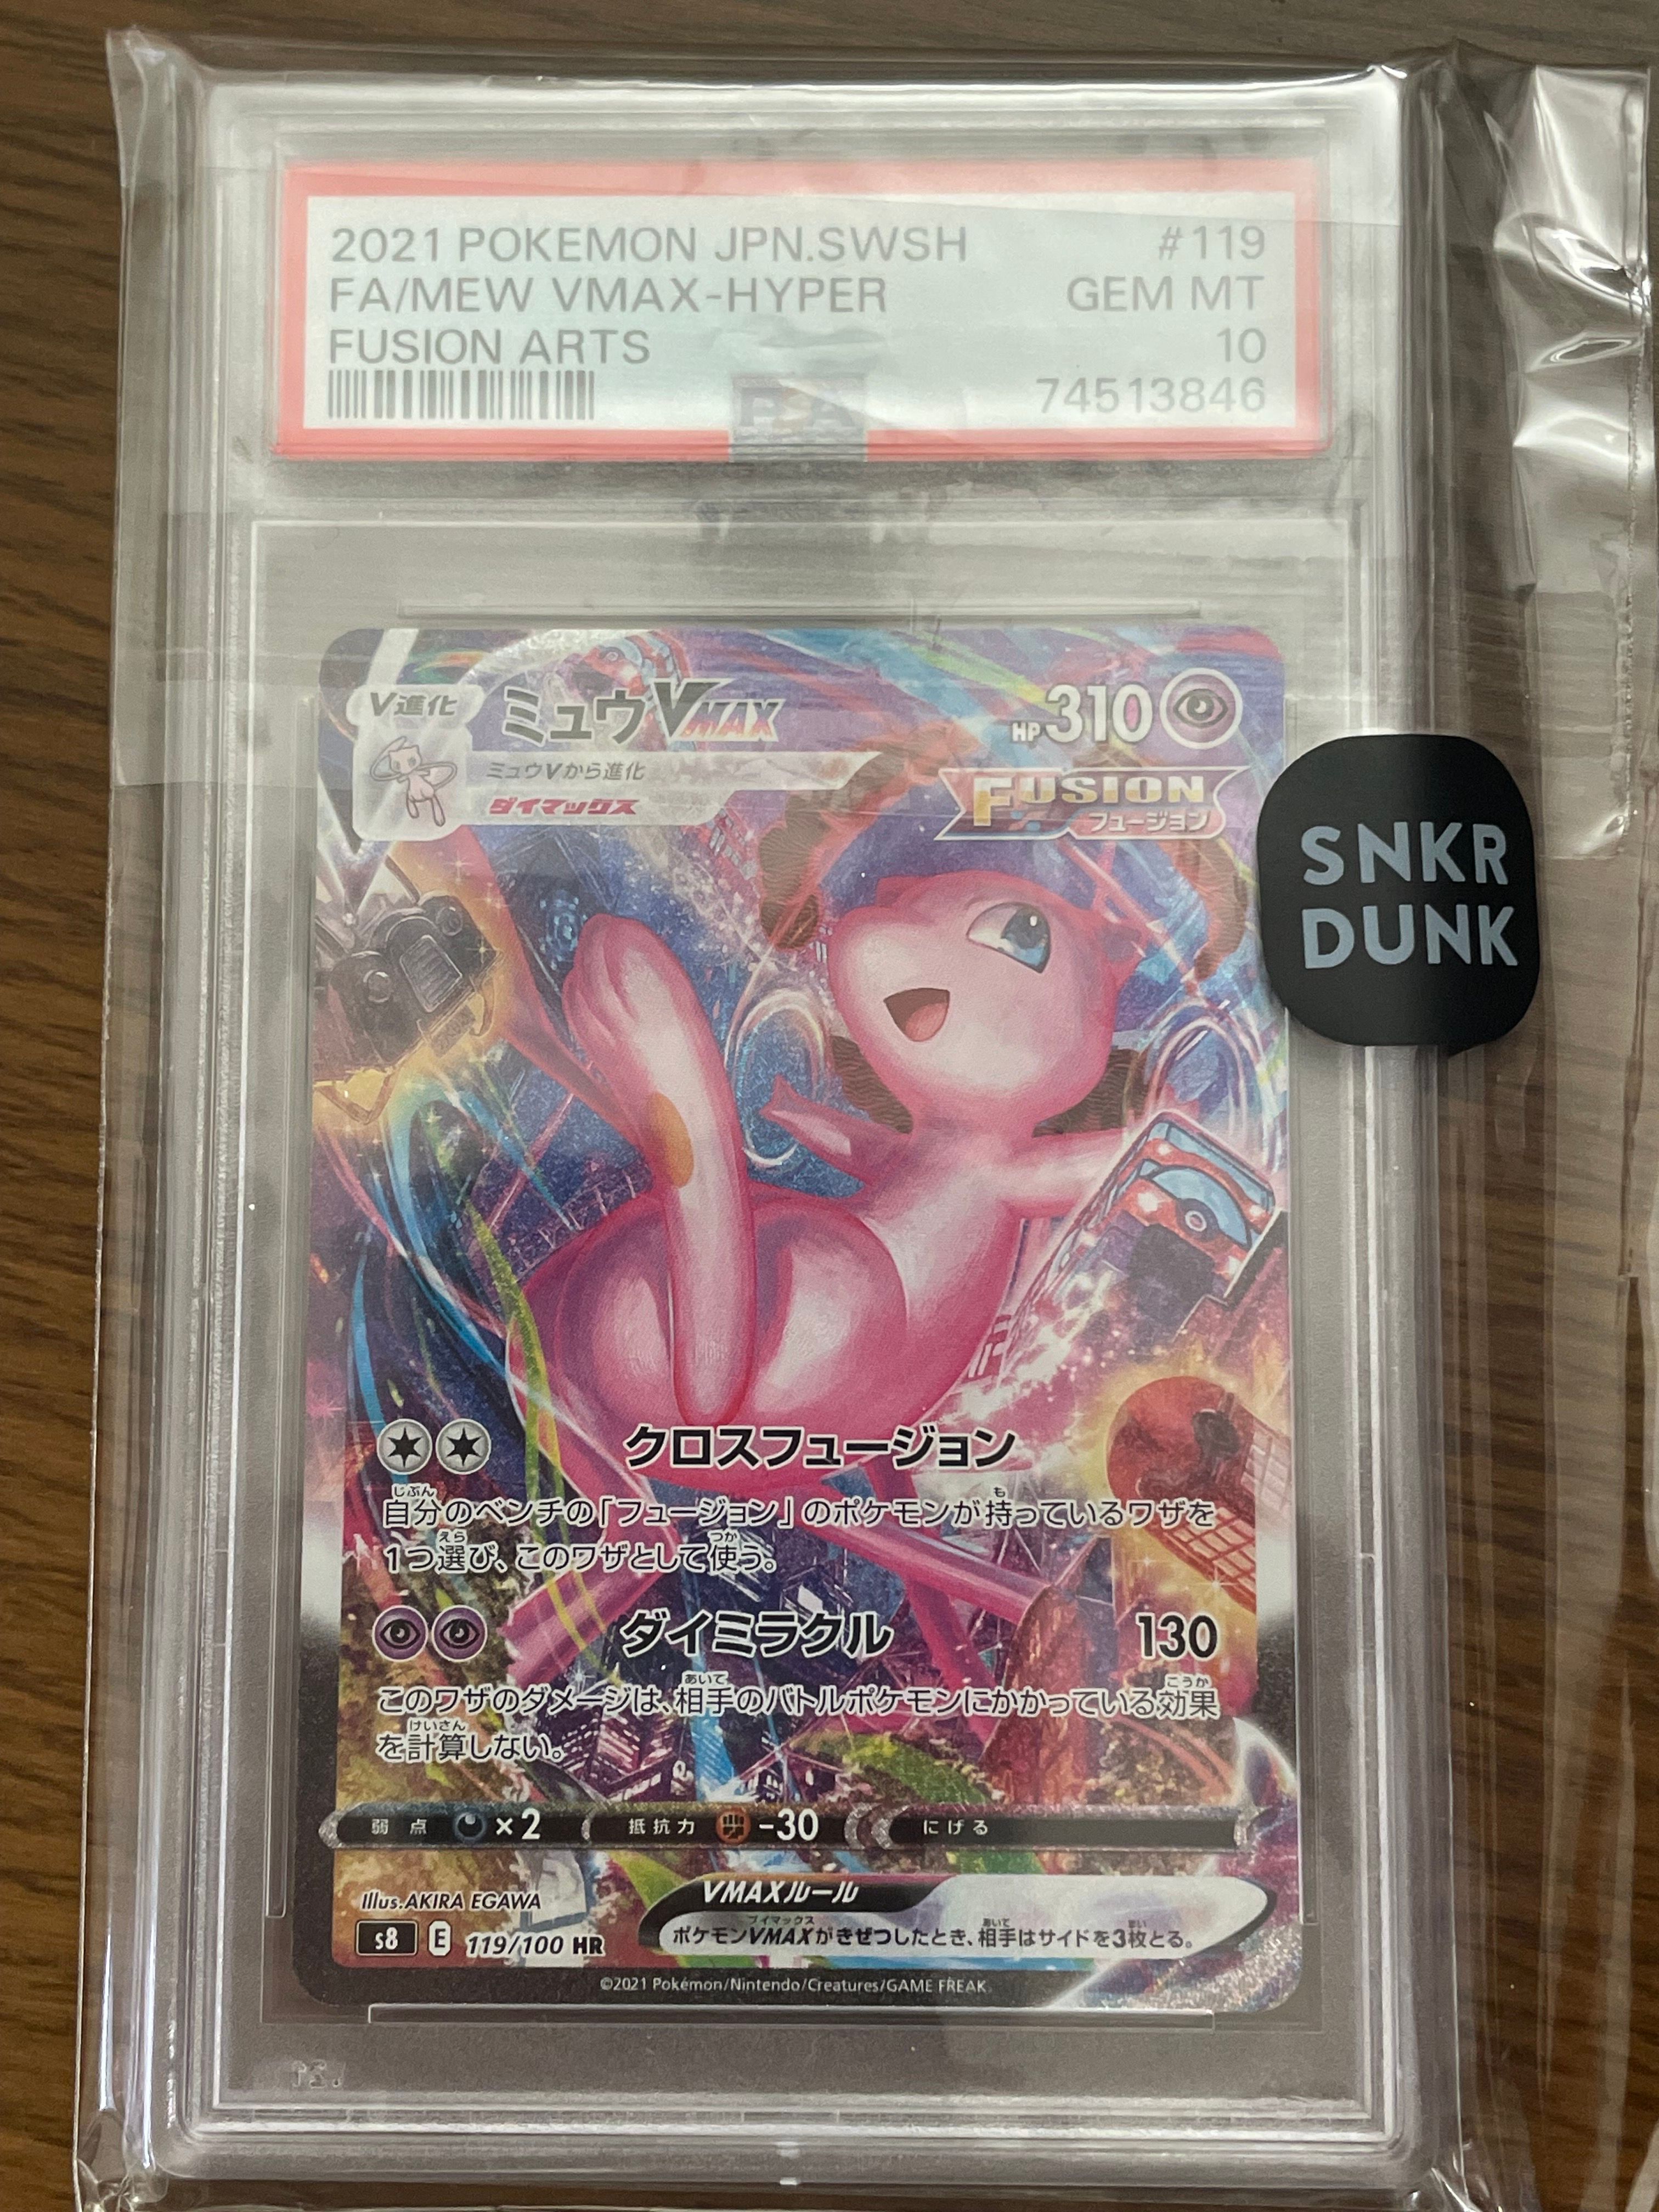 2021 POKEMON JPN.SWSH #119
FA/MEW VMAX-HYPER GEM MT
FUSION ARTS 10
74513846
PSA
V進化 ミュウVMAX HP310
ミュウVから進化
ダイマックス
FUSION
フュージョン
SNKR
DUNK
クロスフュージョン
自分のベンチの「フュージョン」のポケモンが持っているワザを
1つ選び、このワザとして使う。
ダイミラクル 130
このワザのダメージは、相手のバトルポケモンにかかっている効果
を計算しない。
弱点 ×2 抵抗力 -30 にげる
Illus.AKIRA EGAWA
VMAXルール
ポケモンVMAXがきぜつしたとき、相手はサイドを3枚とる。
s8 E 119/100 HR
©2021 Pokémon/Nintendo/Creatures/GAME FREAK.